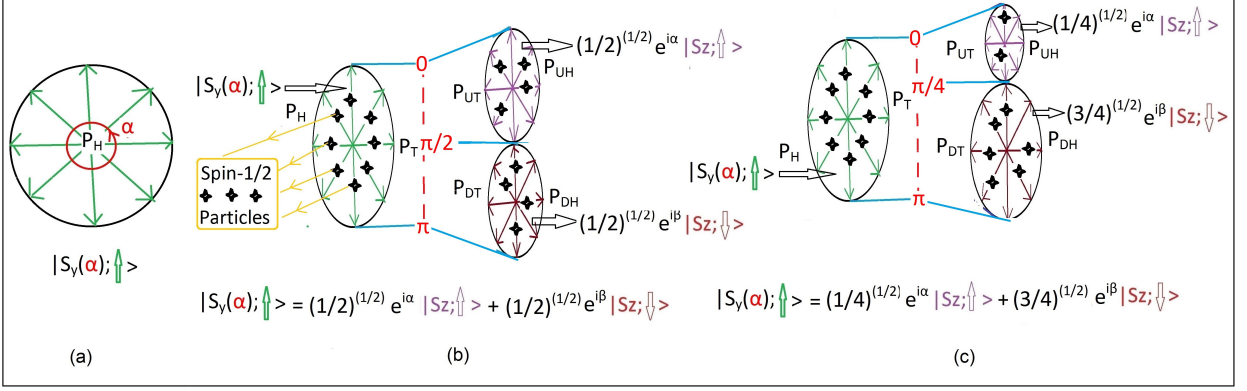 P_H α
|S_y(α);⇑>
(a)
|S_y(α);⇑>
P_H
P_T
Spin-1/2
Particles
0
π/2
π
P_UT
P_UH
(1/2)^(1/2) e^iα |Sz;⇑>
P_DT
P_DH
(1/2)^(1/2) e^iβ |Sz;⇓>
|S_y(α);⇑> = (1/2)^(1/2) e^iα |Sz;⇑> + (1/2)^(1/2) e^iβ |Sz;⇓>
(b)
|S_y(α);⇑>
P_H
P_T
0
π/4
π
P_UT
P_UH
(1/4)^(1/2) e^iα |Sz;⇑>
P_DT
P_DH
(3/4)^(1/2) e^iβ |Sz;⇓>
|S_y(α);⇑> = (1/4)^(1/2) e^iα |Sz;⇑> + (3/4)^(1/2) e^iβ |Sz;⇓>
(c)